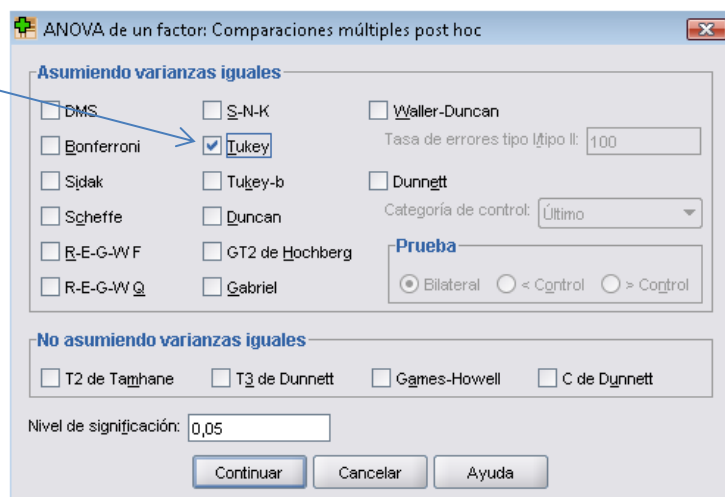 ANOVA de un factor: Comparaciones múltiples post hoc
Asumiendo varianzas iguales
DMS
S-N-K
Waller-Duncan
Bonferroni
Tukey
Tasa de errores tipo I/tipo II: 100
Sidak
Tukey-b
Dunnett
Scheffe
Duncan
Categoría de control: Último
R-E-G-W F
GT2 de Hochberg
Prueba
R-E-G-W Q
Gabriel
Bilateral < Control > Control
No asumiendo varianzas iguales
T2 de Tamhane T3 de Dunnett Games-Howell C de Dunnett
Nivel de significación: 0,05
Continuar Cancelar Ayuda